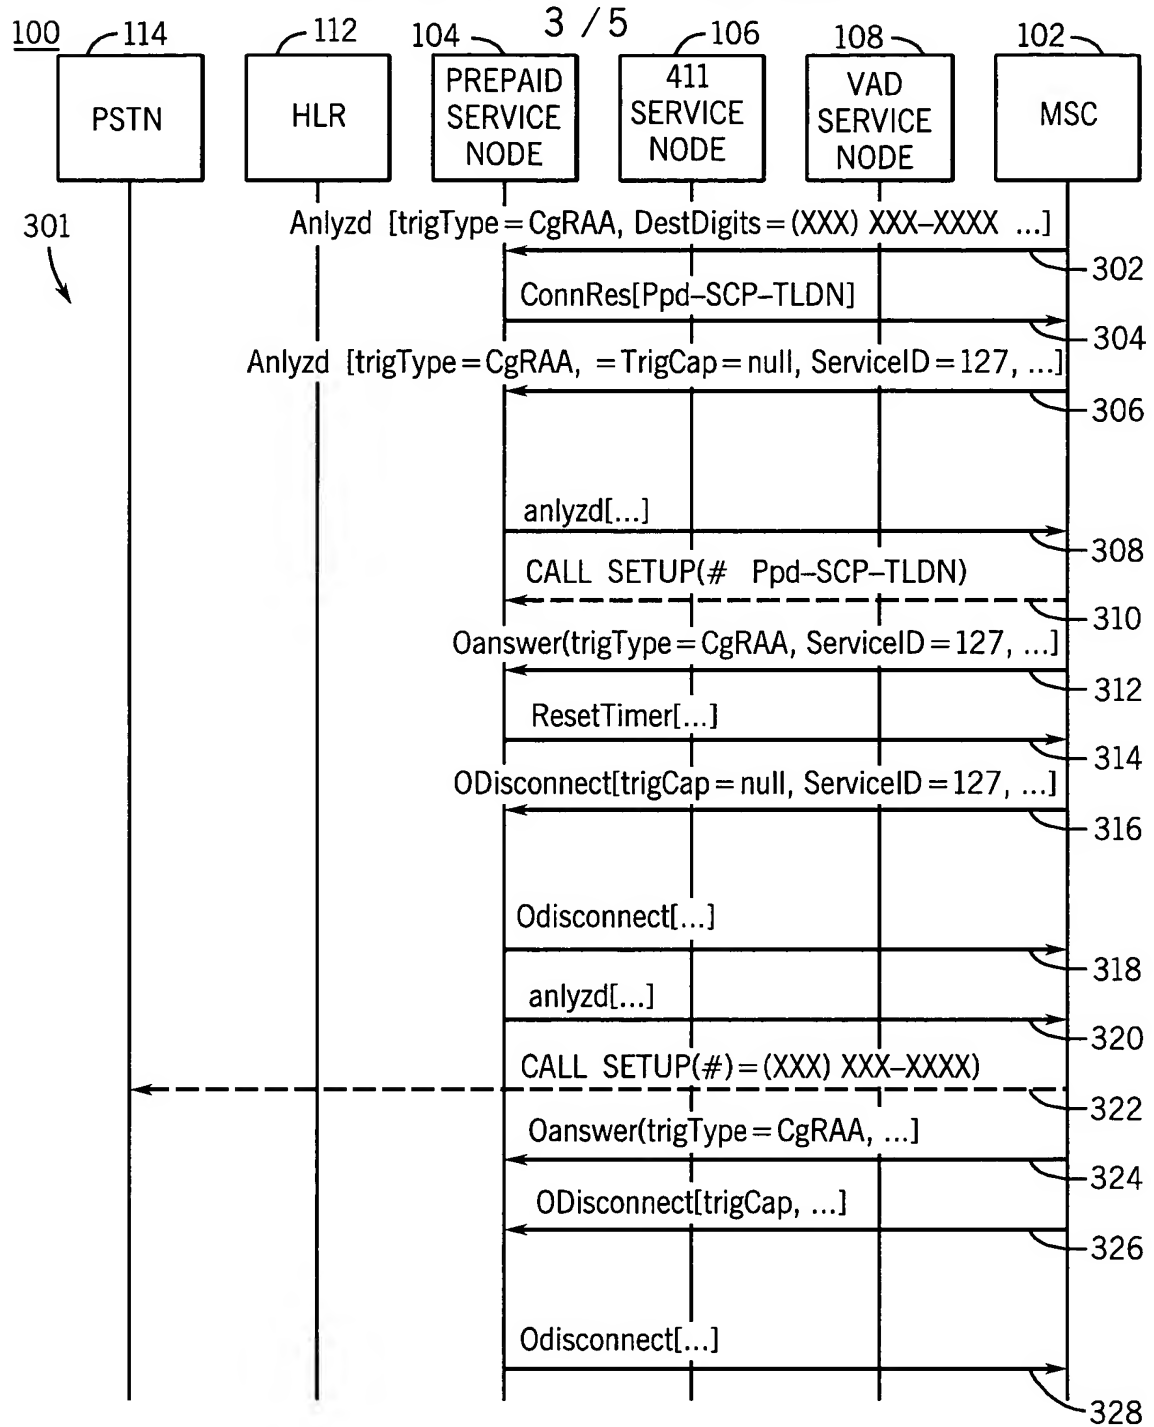 3 / 5
100
114
112
104
106
108
102
PSTN
HLR
PREPAID
SERVICE
NODE
411
SERVICE
NODE
VAD
SERVICE
NODE
MSC
301
Anlyzd [trigType=CgRAA, DestDigits=(XXX) XXX-XXXX ...]
302
ConnRes[Ppd-SCP-TLDN]
304
Anlyzd [trigType=CgRAA, =TrigCap=null, ServiceID=127, ...]
306
anlyzd[...]
308
CALL SETUP(# Ppd-SCP-TLDN)
310
Oanswer(trigType=CgRAA, ServiceID=127, ...]
312
ResetTimer[...]
314
ODisconnect[trigCap=null, ServiceID=127, ...]
316
Odisconnect[...]
318
anlyzd[...]
320
CALL SETUP(#)=(XXX) XXX-XXXX)
322
Oanswer(trigType=CgRAA, ...]
324
ODisconnect[trigCap, ...]
326
Odisconnect[...]
328